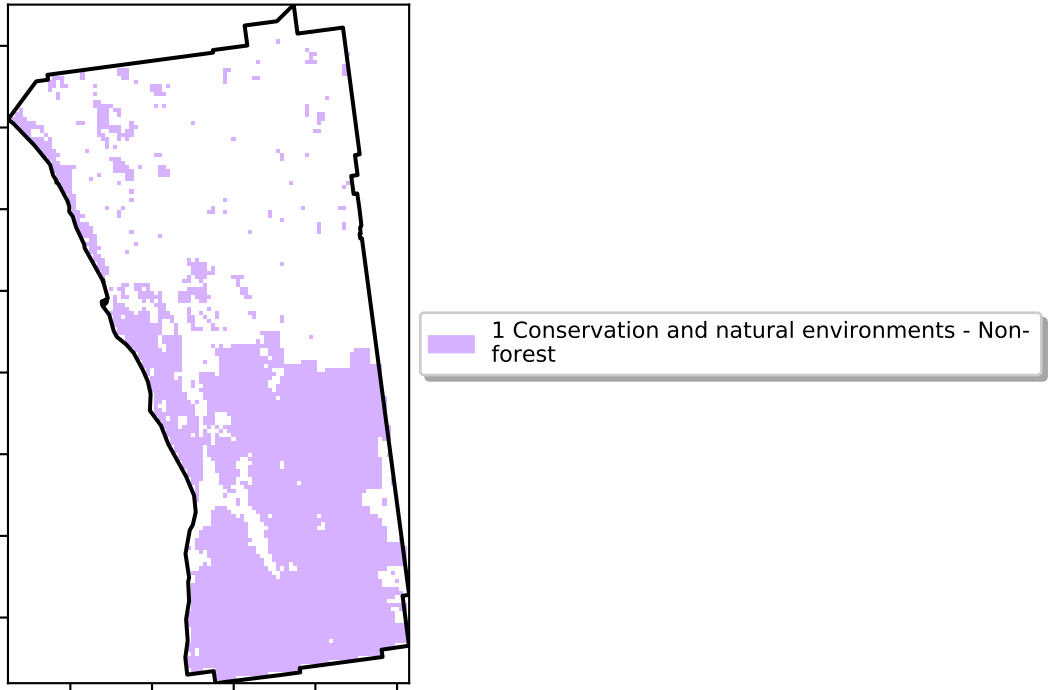 1 Conservation and natural environments - Non-
forest